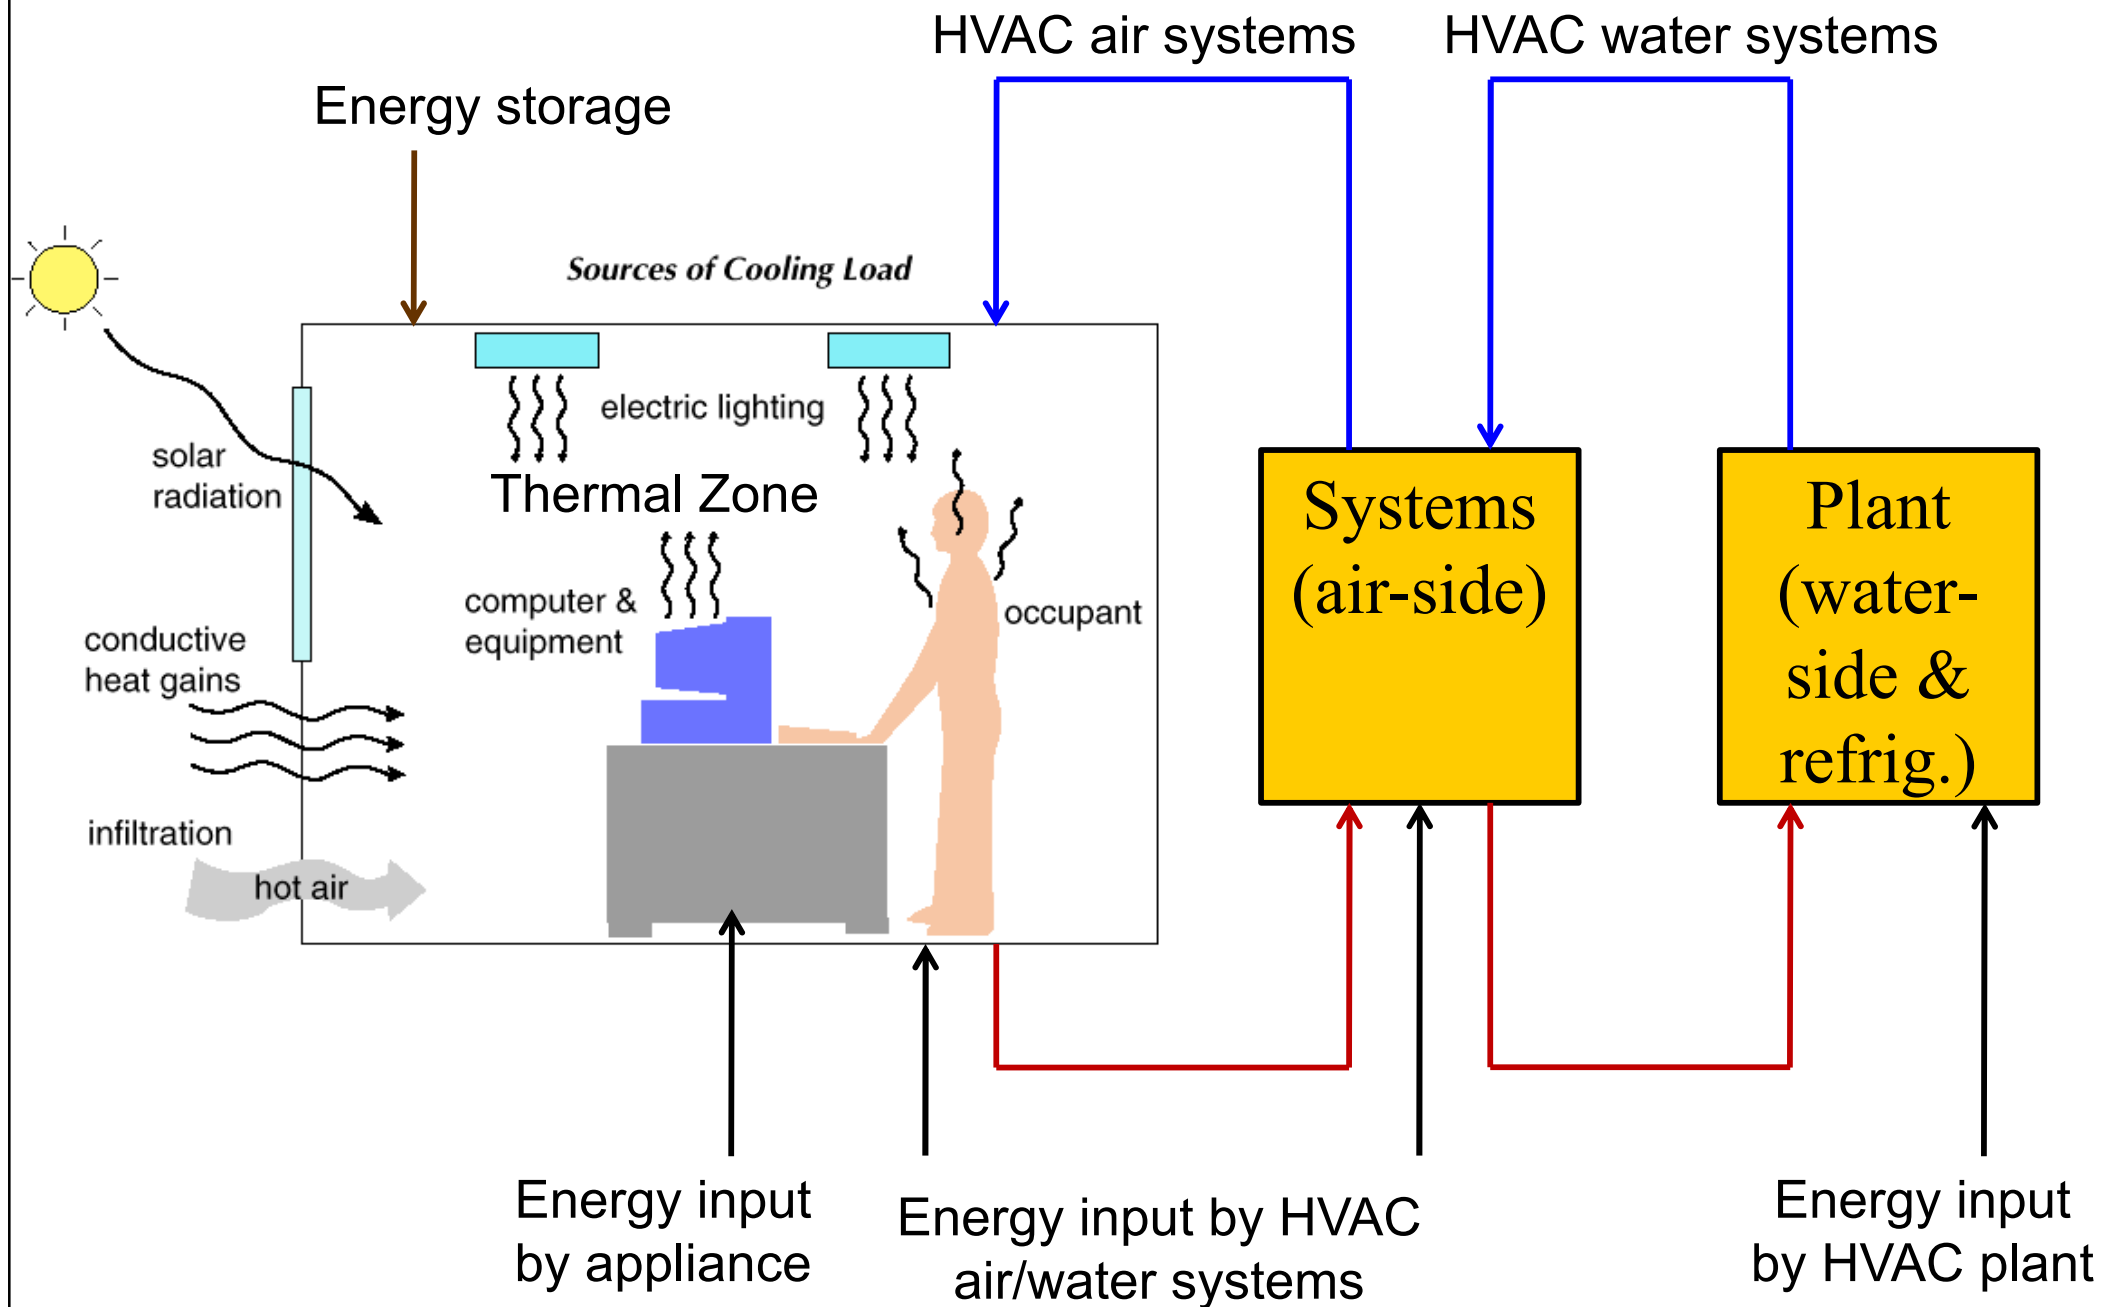 HVAC air systems
HVAC water systems
Energy storage
Sources of Cooling Load
electric lighting
solar
radiation
Thermal Zone
Systems
(air-side)
Plant
(water-
side &
refrig.)
computer &
equipment
occupant
conductive
heat gains
infiltration
hot air
Energy input
by appliance
Energy input by HVAC
air/water systems
Energy input
by HVAC plant